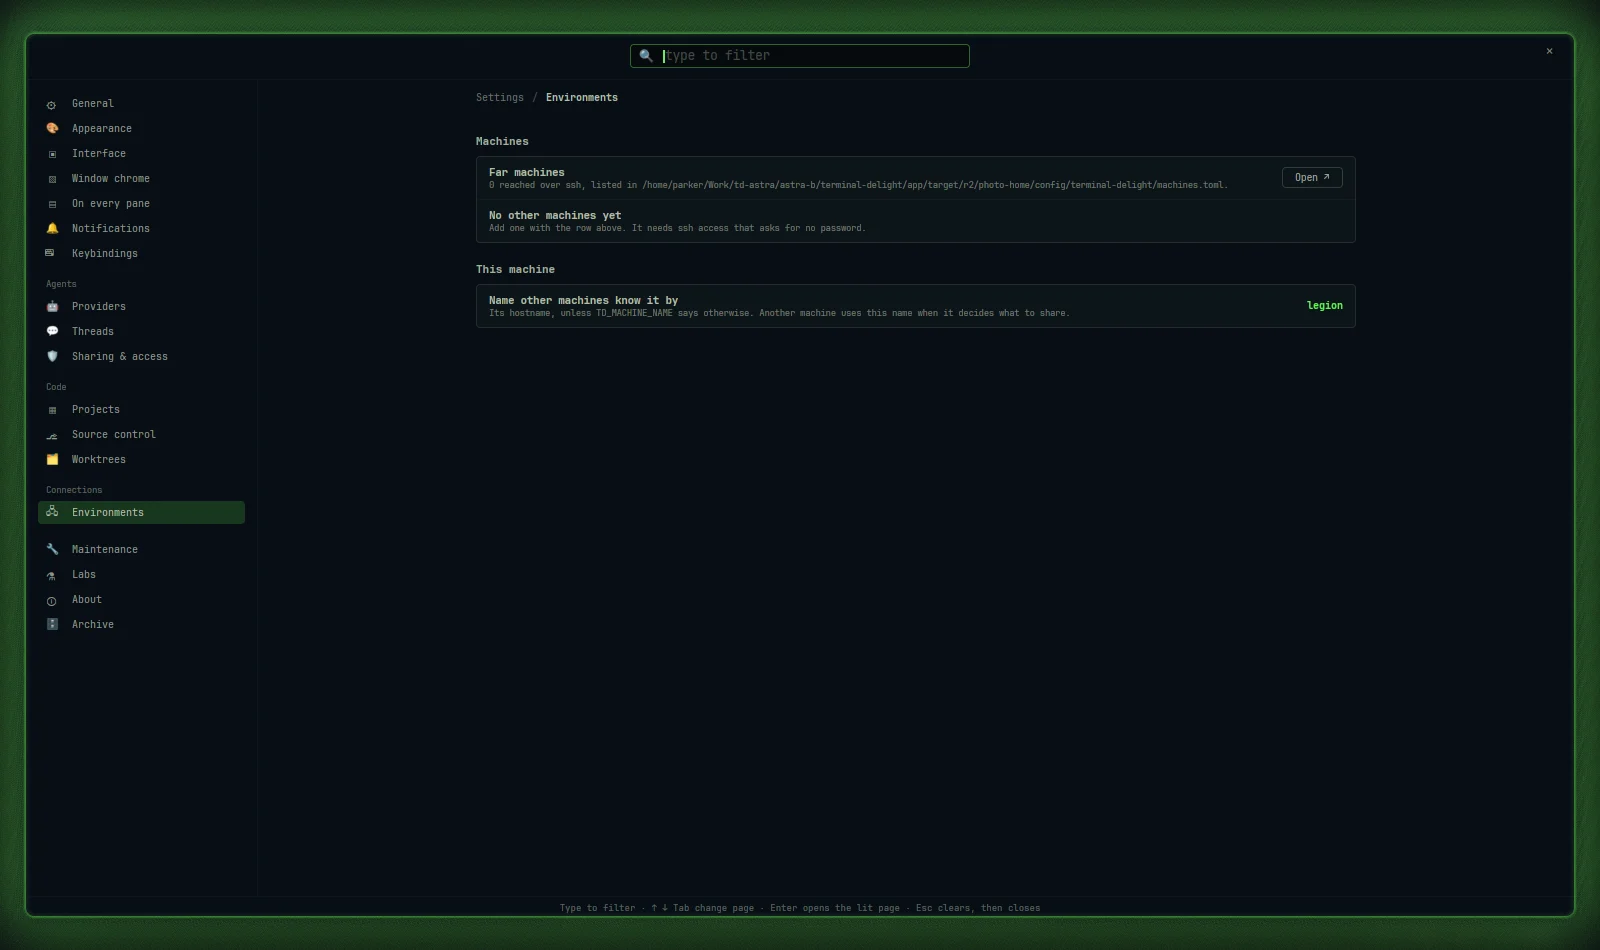 type to filter
×
General
Appearance
Interface
Window chrome
On every pane
Notifications
Keybindings
Agents
Providers
Threads
Sharing & access
Code
Projects
Source control
Worktrees
Connections
Environments
Maintenance
Labs
About
Archive
Settings / Environments
Machines
Far machines
0 reached over ssh, listed in /home/parker/Work/td-astra/astra-b/terminal-delight/app/target/r2/photo-home/config/terminal-delight/machines.toml.
Open ↗
No other machines yet
Add one with the row above. It needs ssh access that asks for no password.
This machine
Name other machines know it by
Its hostname, unless TD_MACHINE_NAME says otherwise. Another machine uses this name when it decides what to share.
legion
Type to filter · ↑ ↓ Tab change page · Enter opens the lit page · Esc clears, then closes